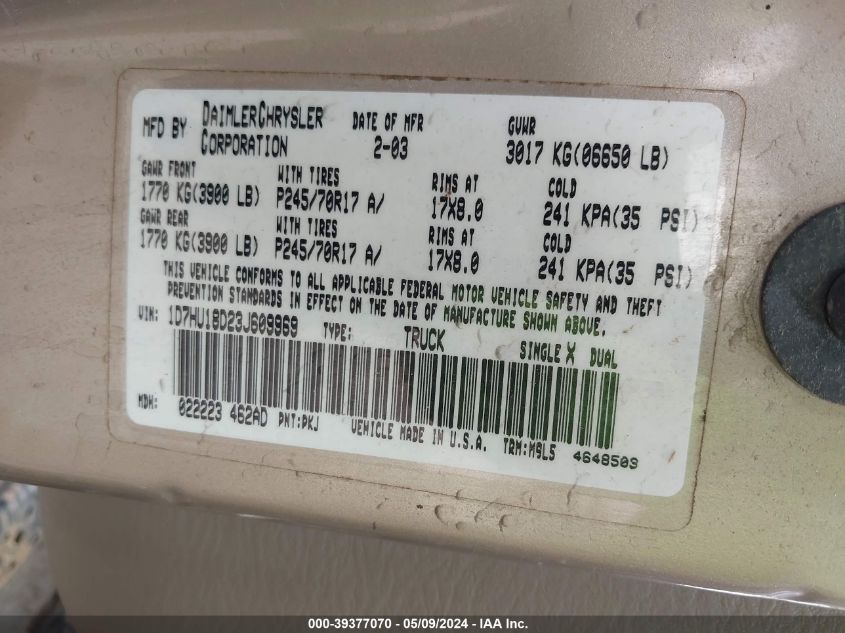 MFD BY DAIMLERCHRYSLER CORPORATION DATE OF MFR 2-03 GVWR 3017 KG(06650 LB)
GAWR FRONT WITH TIRES RIMS AT COLD
1770 KG(3900 LB) P245/70R17 A/ 17X8.0 241 KPA(35 PSI)
GAWR REAR WITH TIRES RIMS AT COLD
1770 KG(3900 LB) P245/70R17 A/ 17X8.0 241 KPA(35 PSI)
THIS VEHICLE CONFORMS TO ALL APPLICABLE FEDERAL MOTOR VEHICLE SAFETY AND THEFT
PREVENTION STANDARDS IN EFFECT ON THE DATE OF MANUFACTURE SHOWN ABOVE.
VIN: 1D7HU18D23J609969 TYPE: TRUCK SINGLE X DUAL
MDH: 022223 462AD PNT:PKJ VEHICLE MADE IN U.S.A. TRM:M9L5 4648503
000-39377070 - 05/09/2024 - IAA Inc.